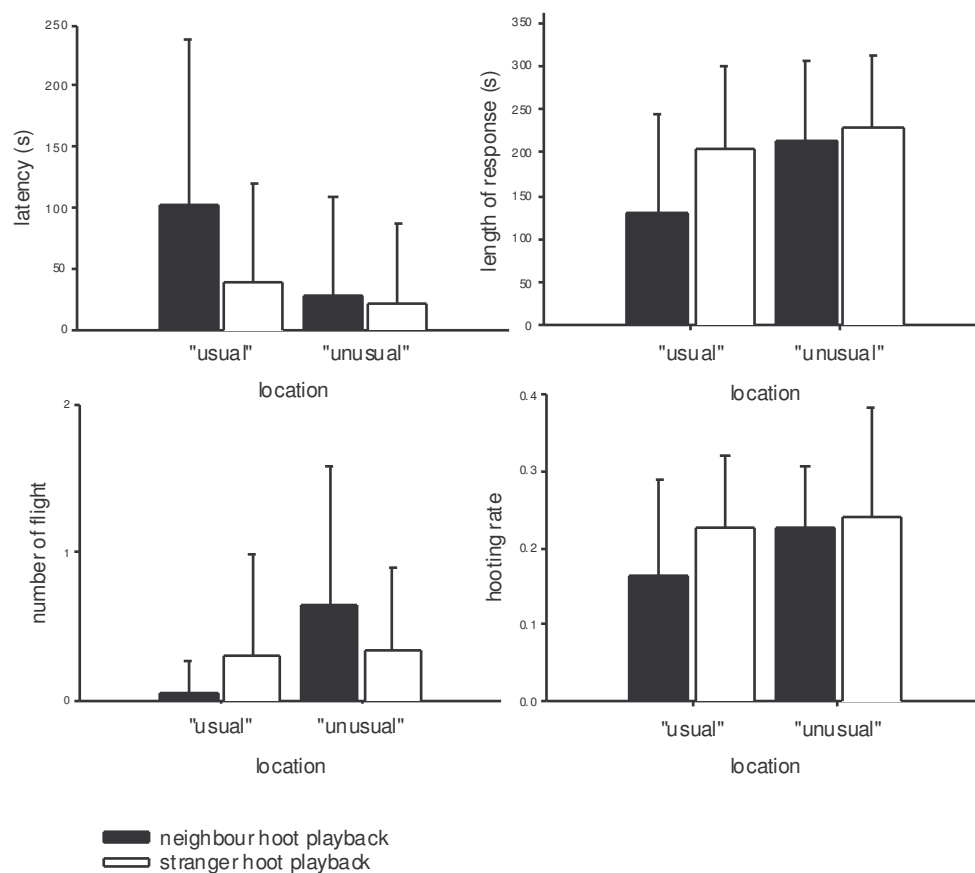 latency (s)
250
200
150
100
50
0
"usual" "unusual"
location
length of response (s)
350
300
250
200
150
100
50
0
"usual" "unusual"
location
number of flight
2
1
0
"usual" "unusual"
location
hooting rate
0.4
0.3
0.2
0.1
0.0
"usual" "unusual"
location
neighbour hoot playback
stranger hoot playback